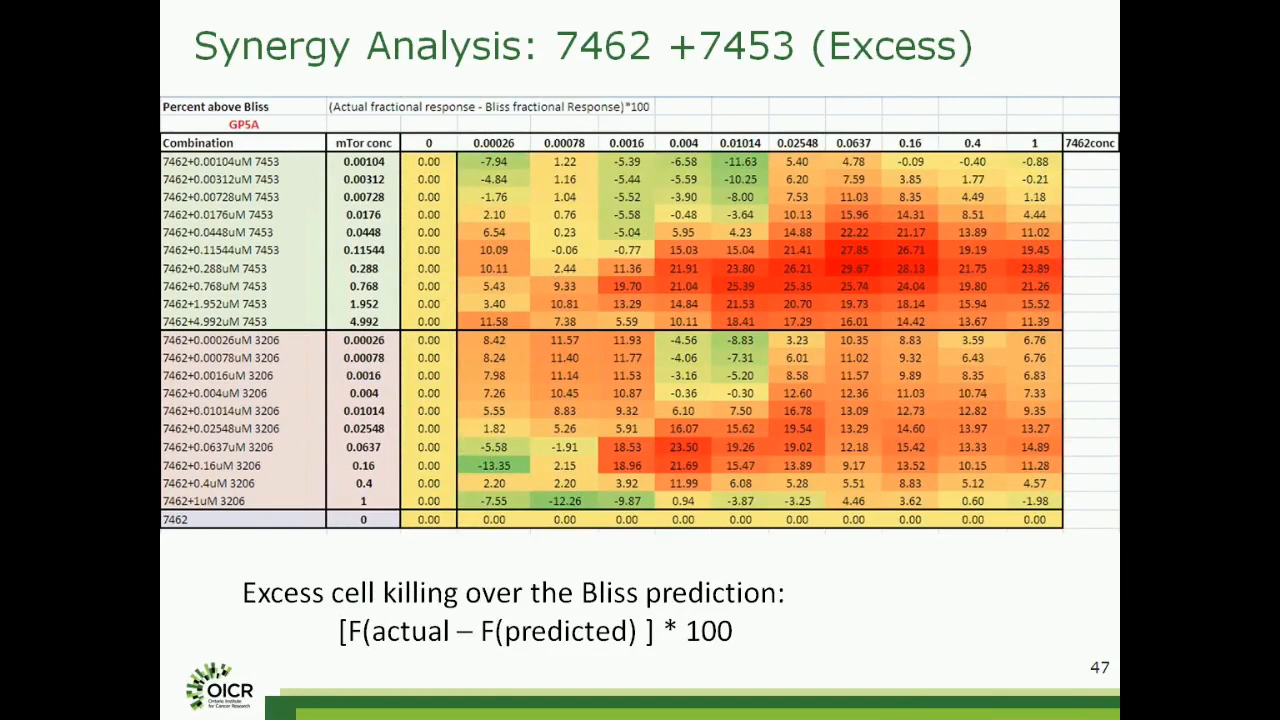 Synergy Analysis: 7462 +7453 (Excess)
Percent above Bliss (Actual fractional response - Bliss fractional Response)*100
GP5A
Combination mTor conc 0 0.00026 0.00078 0.0016 0.004 0.01014 0.02548 0.0637 0.16 0.4 1 7462conc
7462+0.00104uM 7453 0.00104 0.00 -7.94 1.22 -5.39 -6.58 -11.63 5.40 4.78 -0.09 -0.40 -0.88
7462+0.00312uM 7453 0.00312 0.00 -4.84 1.16 -5.44 -5.59 -10.25 6.20 7.59 3.85 1.77 -0.21
7462+0.00728uM 7453 0.00728 0.00 -1.76 1.04 -5.52 -3.90 -8.00 7.53 11.03 8.35 4.49 1.18
7462+0.0176uM 7453 0.0176 0.00 2.10 0.76 -5.58 -0.48 -3.64 10.13 15.96 14.31 8.51 4.44
7462+0.0448uM 7453 0.0448 0.00 6.54 0.23 -5.04 5.95 4.23 14.88 22.22 21.17 13.89 11.02
7462+0.11544uM 7453 0.11544 0.00 10.09 -0.06 -0.77 15.03 15.04 21.41 27.85 26.71 19.19 19.45
7462+0.288uM 7453 0.288 0.00 10.11 2.44 11.36 21.91 23.80 26.21 29.67 28.13 21.75 23.89
7462+0.768uM 7453 0.768 0.00 5.43 9.33 19.70 21.04 25.39 25.35 25.74 24.04 19.80 21.26
7462+1.952uM 7453 1.952 0.00 3.40 10.81 13.29 14.84 21.53 20.70 19.73 18.14 15.94 15.52
7462+4.992uM 7453 4.992 0.00 11.58 7.38 5.59 10.11 18.41 17.29 16.01 14.42 13.67 11.39
7462+0.00026uM 3206 0.00026 0.00 8.42 11.57 11.93 -4.56 -8.83 3.23 10.35 8.83 3.59 6.76
7462+0.00078uM 3206 0.00078 0.00 8.24 11.40 11.77 -4.06 -7.31 6.01 11.02 9.32 6.43 6.76
7462+0.0016uM 3206 0.0016 0.00 7.98 11.14 11.53 -3.16 -5.20 8.58 11.57 9.89 8.35 6.83
7462+0.004uM 3206 0.004 0.00 7.26 10.45 10.87 -0.36 -0.30 12.60 12.36 11.03 10.74 7.33
7462+0.01014uM 3206 0.01014 0.00 5.55 8.83 9.32 6.10 7.50 16.78 13.09 12.73 12.82 9.35
7462+0.02548uM 3206 0.02548 0.00 1.82 5.26 5.91 16.07 15.62 19.54 13.29 14.60 13.97 13.27
7462+0.0637uM 3206 0.0637 0.00 -5.58 -1.91 18.53 23.50 19.26 19.02 12.18 15.42 13.33 14.89
7462+0.16uM 3206 0.16 0.00 -13.35 2.15 18.96 21.69 15.47 13.89 9.17 13.52 10.15 11.28
7462+0.4uM 3206 0.4 0.00 2.20 2.20 3.92 11.99 6.08 5.28 5.51 8.83 5.12 4.57
7462+1uM 3206 1 0.00 -7.55 -12.26 -9.87 0.94 -3.87 -3.25 4.46 3.62 0.60 -1.98
7462 0 0.00 0.00 0.00 0.00 0.00 0.00 0.00 0.00 0.00 0.00 0.00
Excess cell killing over the Bliss prediction:
[F(actual – F(predicted) ] * 100
47
OICR
Ontario Institute
for Cancer Research